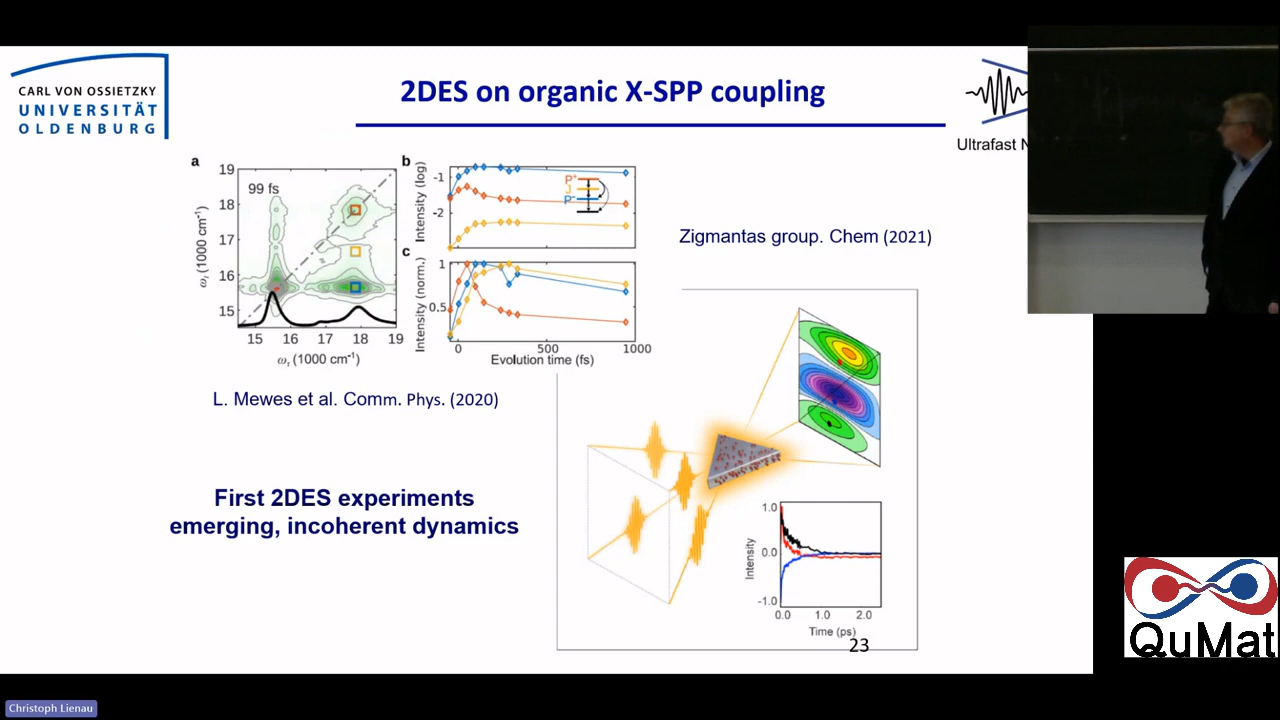 CARL VON OSSIETZKY
UNIVERSITÄT
OLDENBURG
2DES on organic X-SPP coupling
Ultrafast N
a
99 fs
19
18
17
16
15
ωt (1000 cm⁻¹)
15 16 17 18 19
ωτ (1000 cm⁻¹)
b
Intensity (log)
-1
-2
P⁺
J
P⁻
c
Intensity (norm.)
1
0.5
0 500 1000
Evolution time (fs)
Zigmantas group. Chem (2021)
L. Mewes et al. Comm. Phys. (2020)
First 2DES experiments
emerging, incoherent dynamics
Intensity
1.0
0.0
-1.0
0.0 1.0 2.0
Time (ps)
23
QuMat
Christoph Lienau